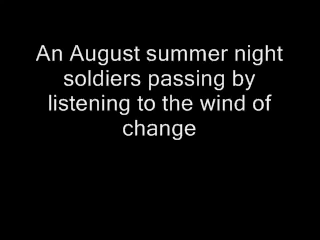 An August summer night
soldiers passing by
listening to the wind of
change